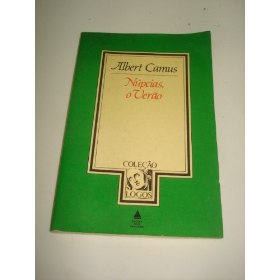 Albert Camus
Núpcias,
o Verão
COLEÇÃO
LOGOS